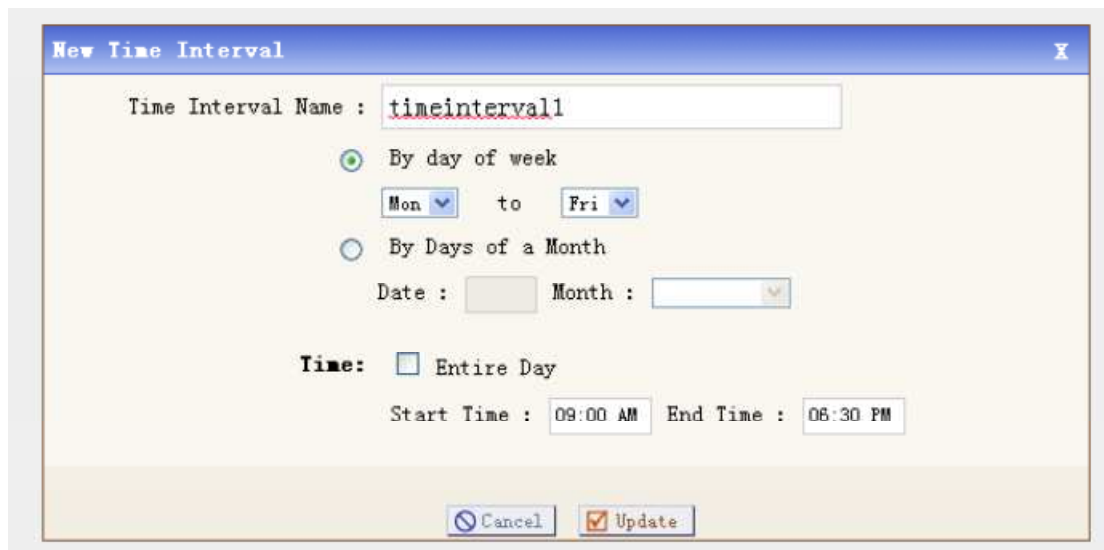 New Time Interval X
Time Interval Name : timeinterval1
By day of week
Mon to Fri
By Days of a Month
Date : Month :
Time: Entire Day
Start Time : 09:00 AM End Time : 06:30 PM
Cancel Update